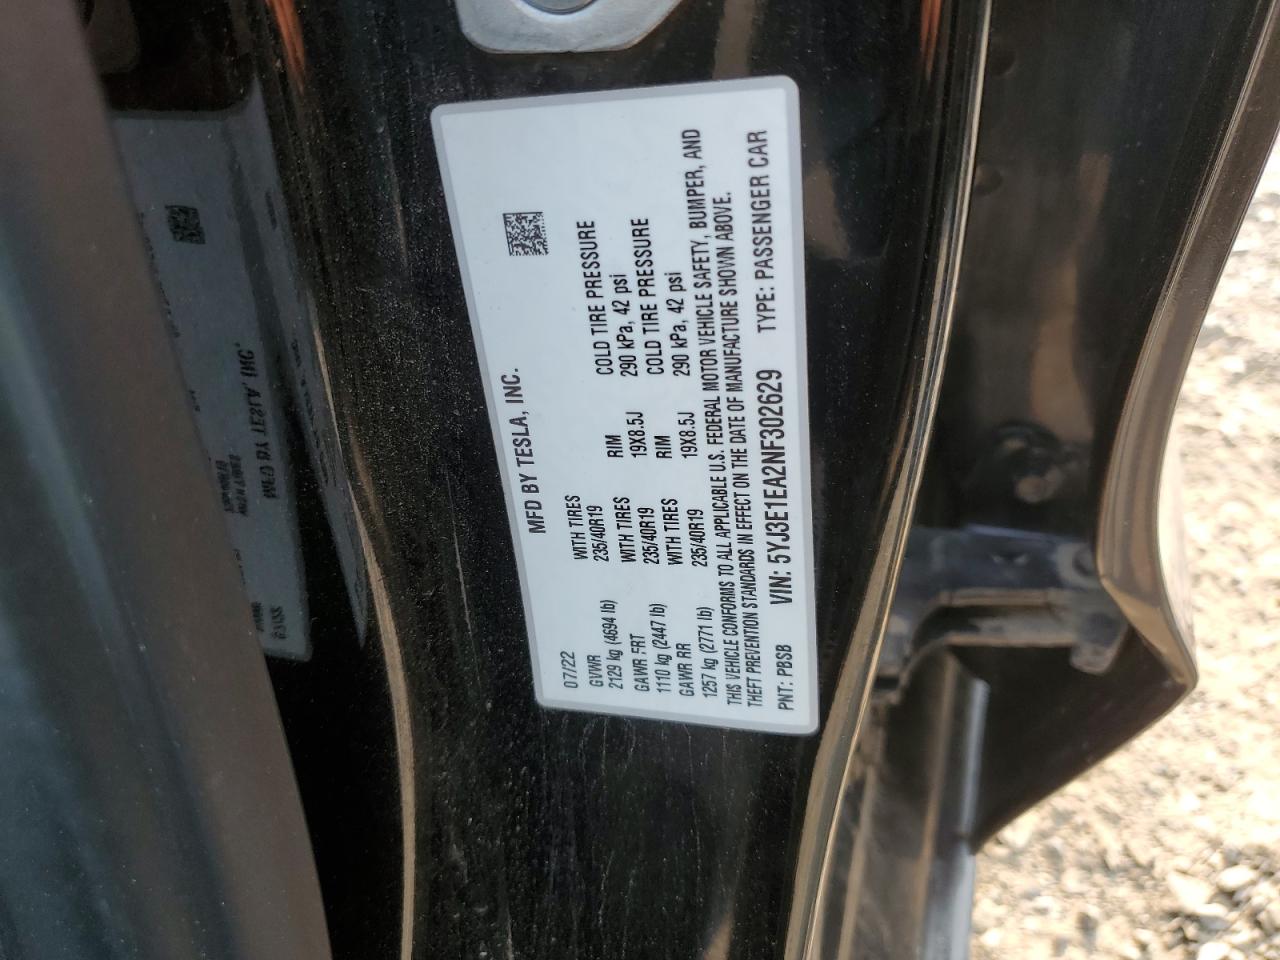 MFD BY TESLA, INC.
07/22
GVWR WITH TIRES RIM COLD TIRE PRESSURE
2129 kg (4694 lb) 235/40R19 19X8.5J 290 kPa, 42 psi
GAWR FRT WITH TIRES RIM COLD TIRE PRESSURE
1110 kg (2447 lb) 235/40R19 19X8.5J 290 kPa, 42 psi
GAWR RR WITH TIRES
1257 kg (2771 lb) 235/40R19
THIS VEHICLE CONFORMS TO ALL APPLICABLE U.S. FEDERAL MOTOR VEHICLE SAFETY, BUMPER, AND
THEFT PREVENTION STANDARDS IN EFFECT ON THE DATE OF MANUFACTURE SHOWN ABOVE.
PNT: PBSB VIN: 5YJ3E1EA2NF302629 TYPE: PASSENGER CAR